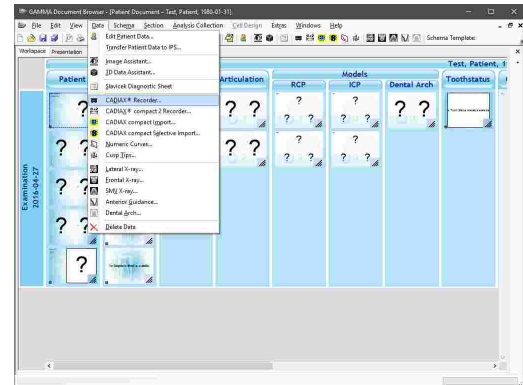 GAMMA Document Browser - [Patient Document - Test, Patient, 1980-01-31]
File Edit View Data Schema Section Analysis Collection Cell Design Extras Windows Help
Schema Template:
Workspace Presentation
Edit Patient Data...
Transfer Patient Data to IPS...
Image Assistant...
3D Data Assistant...
Slavicek Diagnostic Sheet
CADIAX® Recorder...
CADIAX® compact 2 Recorder...
CADIAX compact Import...
CADIAX compact Selective Import...
Numeric Curves...
Cusp Tips...
Lateral X-ray...
Frontal X-ray...
SMV X-ray...
Anterior Guidance...
Dental Arch...
Delete Data
Test, Patient, 1
Patient
Articulation
Models
RCP
ICP
Dental Arch
Toothstatus
Examination
2016-04-27
? ? ? ? ? ?
? ? ? ?
? ? ? ? ?
? ? ? ?
? ?
?
?